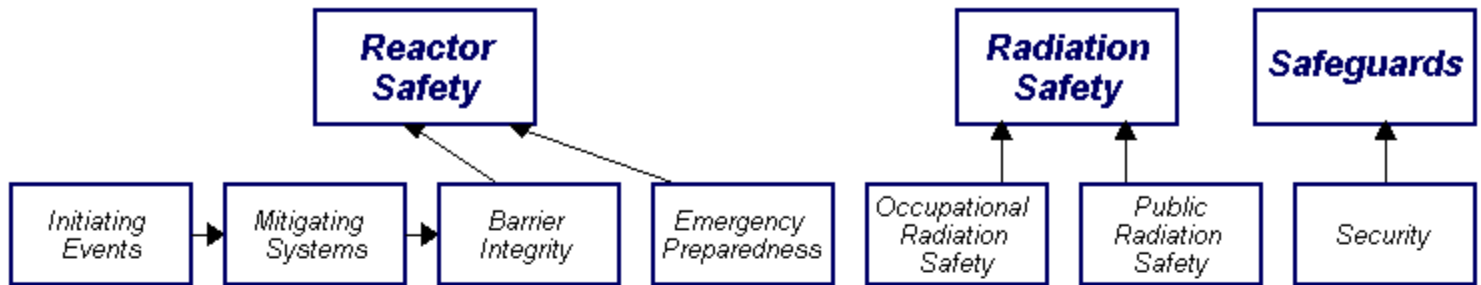 Reactor
Safety
Radiation
Safety
Safeguards
Initiating
Events
Mitigating
Systems
Barrier
Integrity
Emergency
Preparedness
Occupational
Radiation
Safety
Public
Radiation
Safety
Security